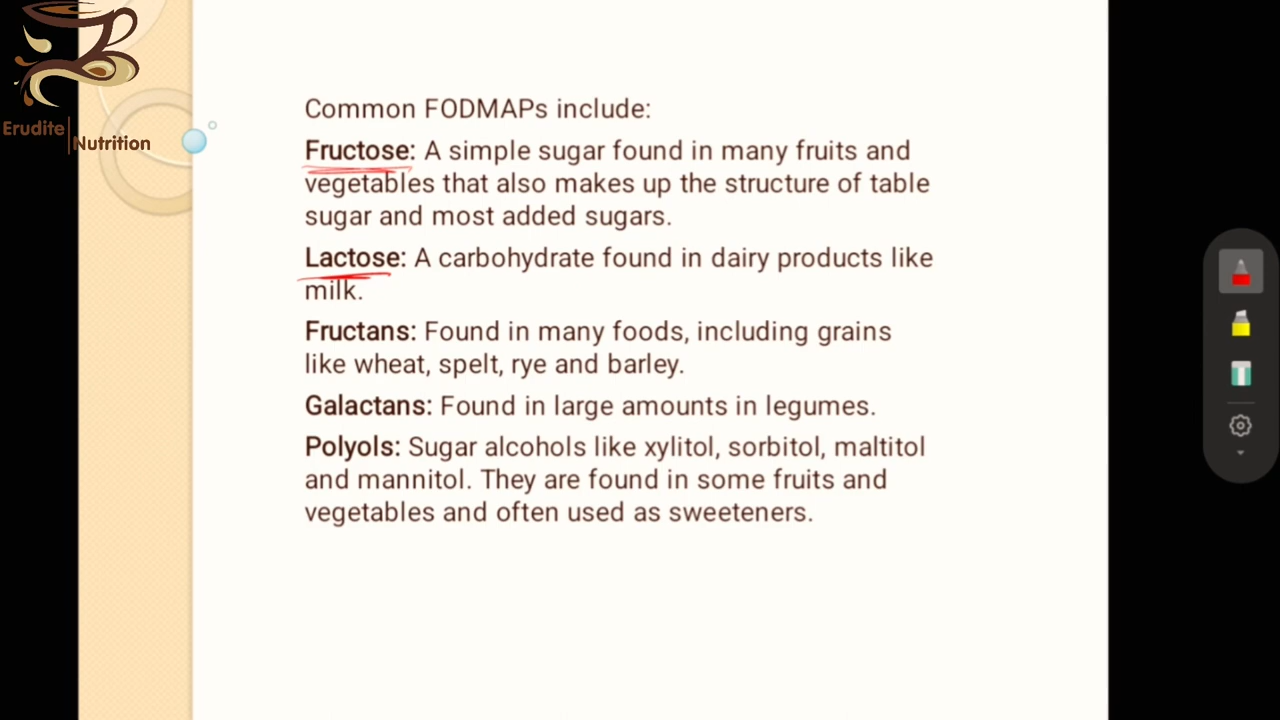 Erudite
Nutrition
Common FODMAPs include:
Fructose: A simple sugar found in many fruits and
vegetables that also makes up the structure of table
sugar and most added sugars.
Lactose: A carbohydrate found in dairy products like
milk.
Fructans: Found in many foods, including grains
like wheat, spelt, rye and barley.
Galactans: Found in large amounts in legumes.
Polyols: Sugar alcohols like xylitol, sorbitol, maltitol
and mannitol. They are found in some fruits and
vegetables and often used as sweeteners.